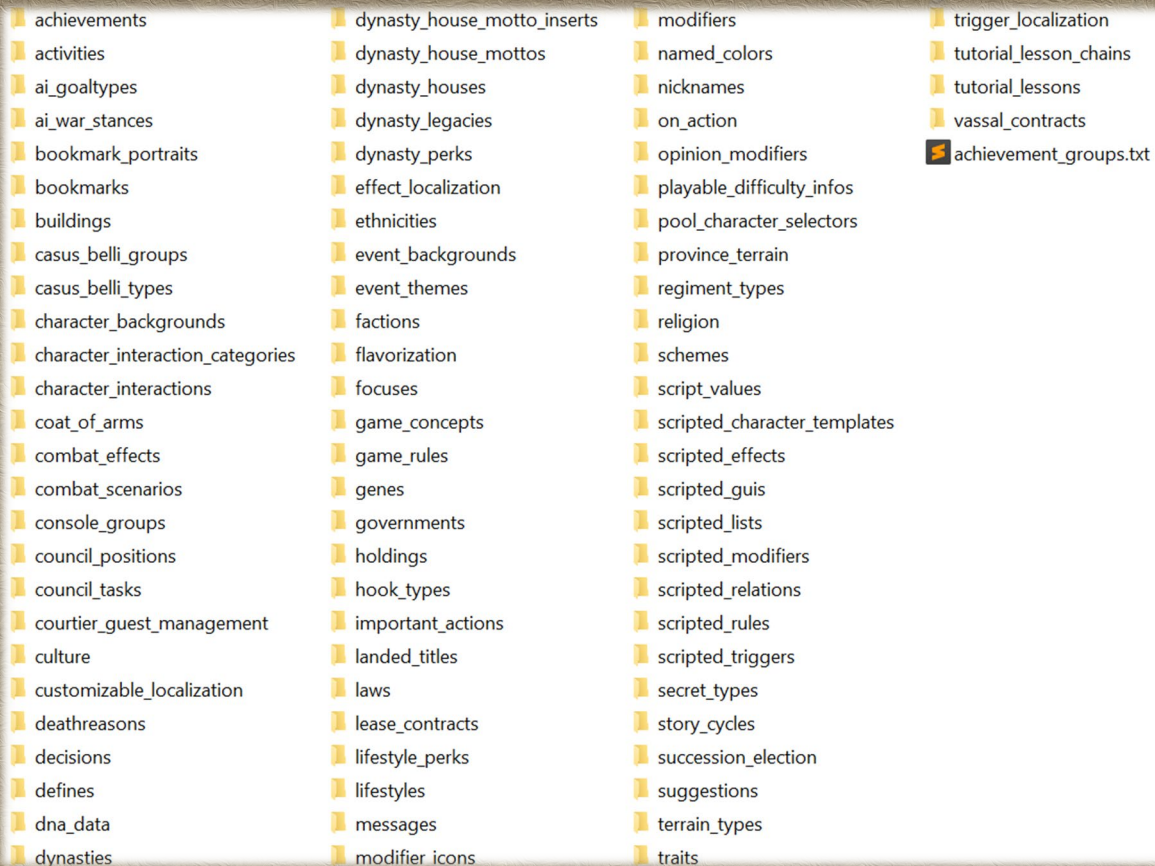 achievements
activities
ai_goaltypes
ai_war_stances
bookmark_portraits
bookmarks
buildings
casus_belli_groups
casus_belli_types
character_backgrounds
character_interaction_categories
character_interactions
coat_of_arms
combat_effects
combat_scenarios
console_groups
council_positions
council_tasks
courtier_guest_management
culture
customizable_localization
deathreasons
decisions
defines
dna_data
dynasties
dynasty_house_motto_inserts
dynasty_house_mottos
dynasty_houses
dynasty_legacies
dynasty_perks
effect_localization
ethnicities
event_backgrounds
event_themes
factions
flavorization
focuses
game_concepts
game_rules
genes
governments
holdings
hook_types
important_actions
landed_titles
laws
lease_contracts
lifestyle_perks
lifestyles
messages
modifier_icons
modifiers
named_colors
nicknames
on_action
opinion_modifiers
playable_difficulty_infos
pool_character_selectors
province_terrain
regiment_types
religion
schemes
script_values
scripted_character_templates
scripted_effects
scripted_guis
scripted_lists
scripted_modifiers
scripted_relations
scripted_rules
scripted_triggers
secret_types
story_cycles
succession_election
suggestions
terrain_types
traits
trigger_localization
tutorial_lesson_chains
tutorial_lessons
vassal_contracts
achievement_groups.txt